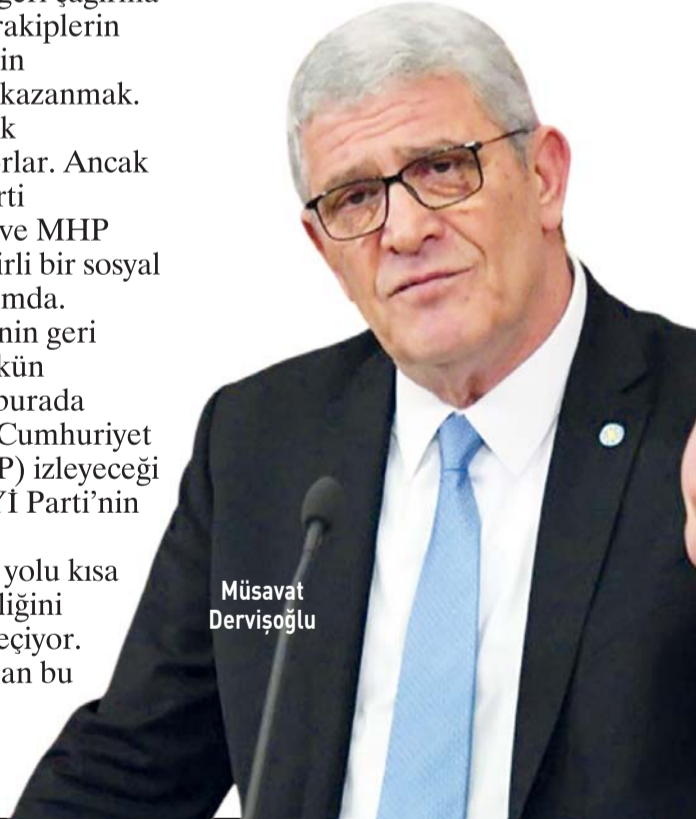 rakiplerin
in
kazanmak.
k
rlar. Ancak
rti
ve MHP
irli bir sosyal
mda.
nin geri
kün
burada
Cumhuriyet
P) izleyeceği
Yİ Parti’nin
yolu kısa
liğini
eçiyor.
an bu
Müsavat
Dervişoğlu